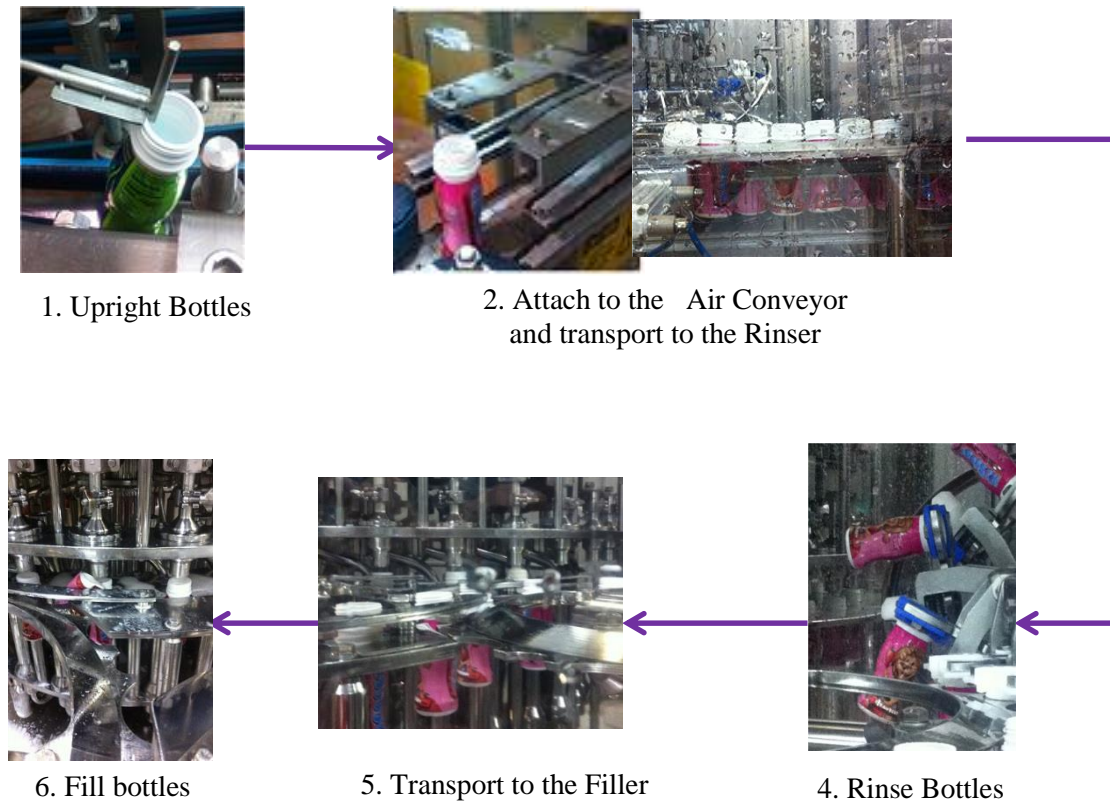 1. Upright Bottles
2. Attach to the Air Conveyor
and transport to the Rinser
6. Fill bottles
5. Transport to the Filler
4. Rinse Bottles